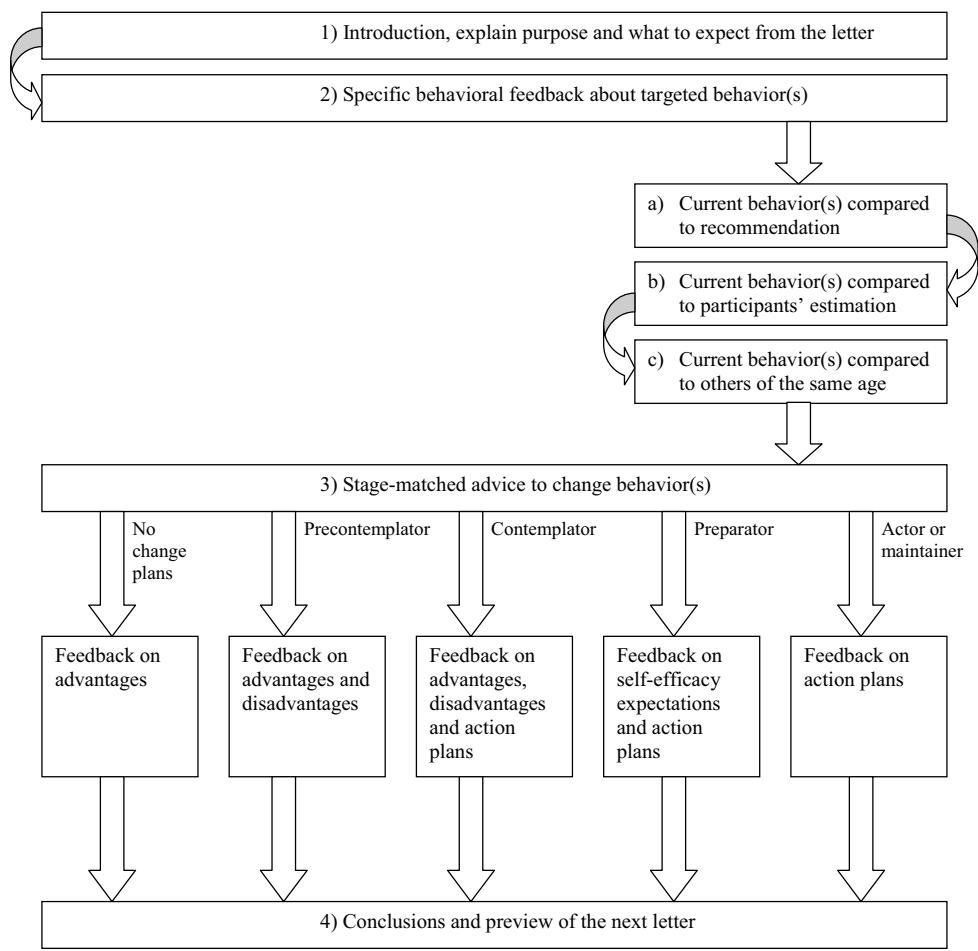 1) Introduction, explain purpose and what to expect from the letter
2) Specific behavioral feedback about targeted behavior(s)
a) Current behavior(s) compared
to recommendation
b) Current behavior(s) compared
to participants’ estimation
c) Current behavior(s) compared
to others of the same age
3) Stage-matched advice to change behavior(s)
No
change
plans
Precontemplator
Contemplator
Preparator
Actor or
maintainer
Feedback on
advantages
Feedback on
advantages and
disadvantages
Feedback on
advantages,
disadvantages
and action
plans
Feedback on
self-efficacy
expectations
and action
plans
Feedback on
action plans
4) Conclusions and preview of the next letter